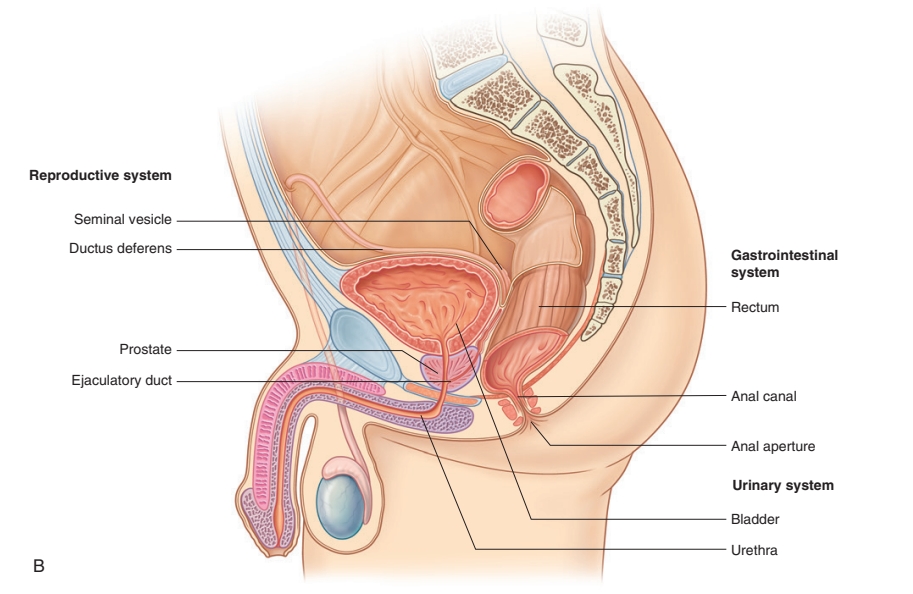 Reproductive system
Seminal vesicle
Ductus deferens
Prostate
Ejaculatory duct
Gastrointestinal
system
Rectum
Anal canal
Anal aperture
Urinary system
Bladder
Urethra
B